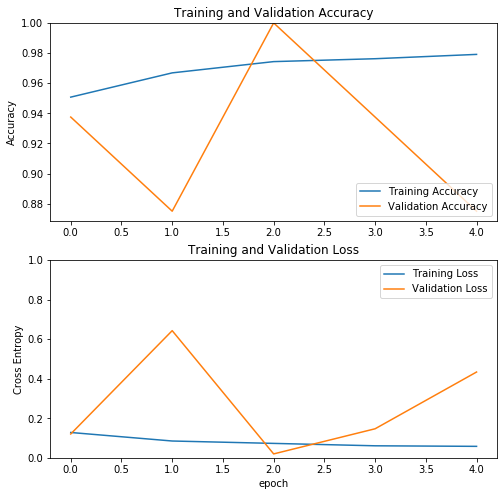 Training and Validation Accuracy
1.00
0.98
0.96
0.94
0.92
0.90
0.88
Accuracy
Training Accuracy
Validation Accuracy
0.0 0.5 1.0 1.5 2.0 2.5 3.0 3.5 4.0
Training and Validation Loss
1.0
0.8
0.6
0.4
0.2
0.0
Cross Entropy
Training Loss
Validation Loss
0.0 0.5 1.0 1.5 2.0 2.5 3.0 3.5 4.0
epoch